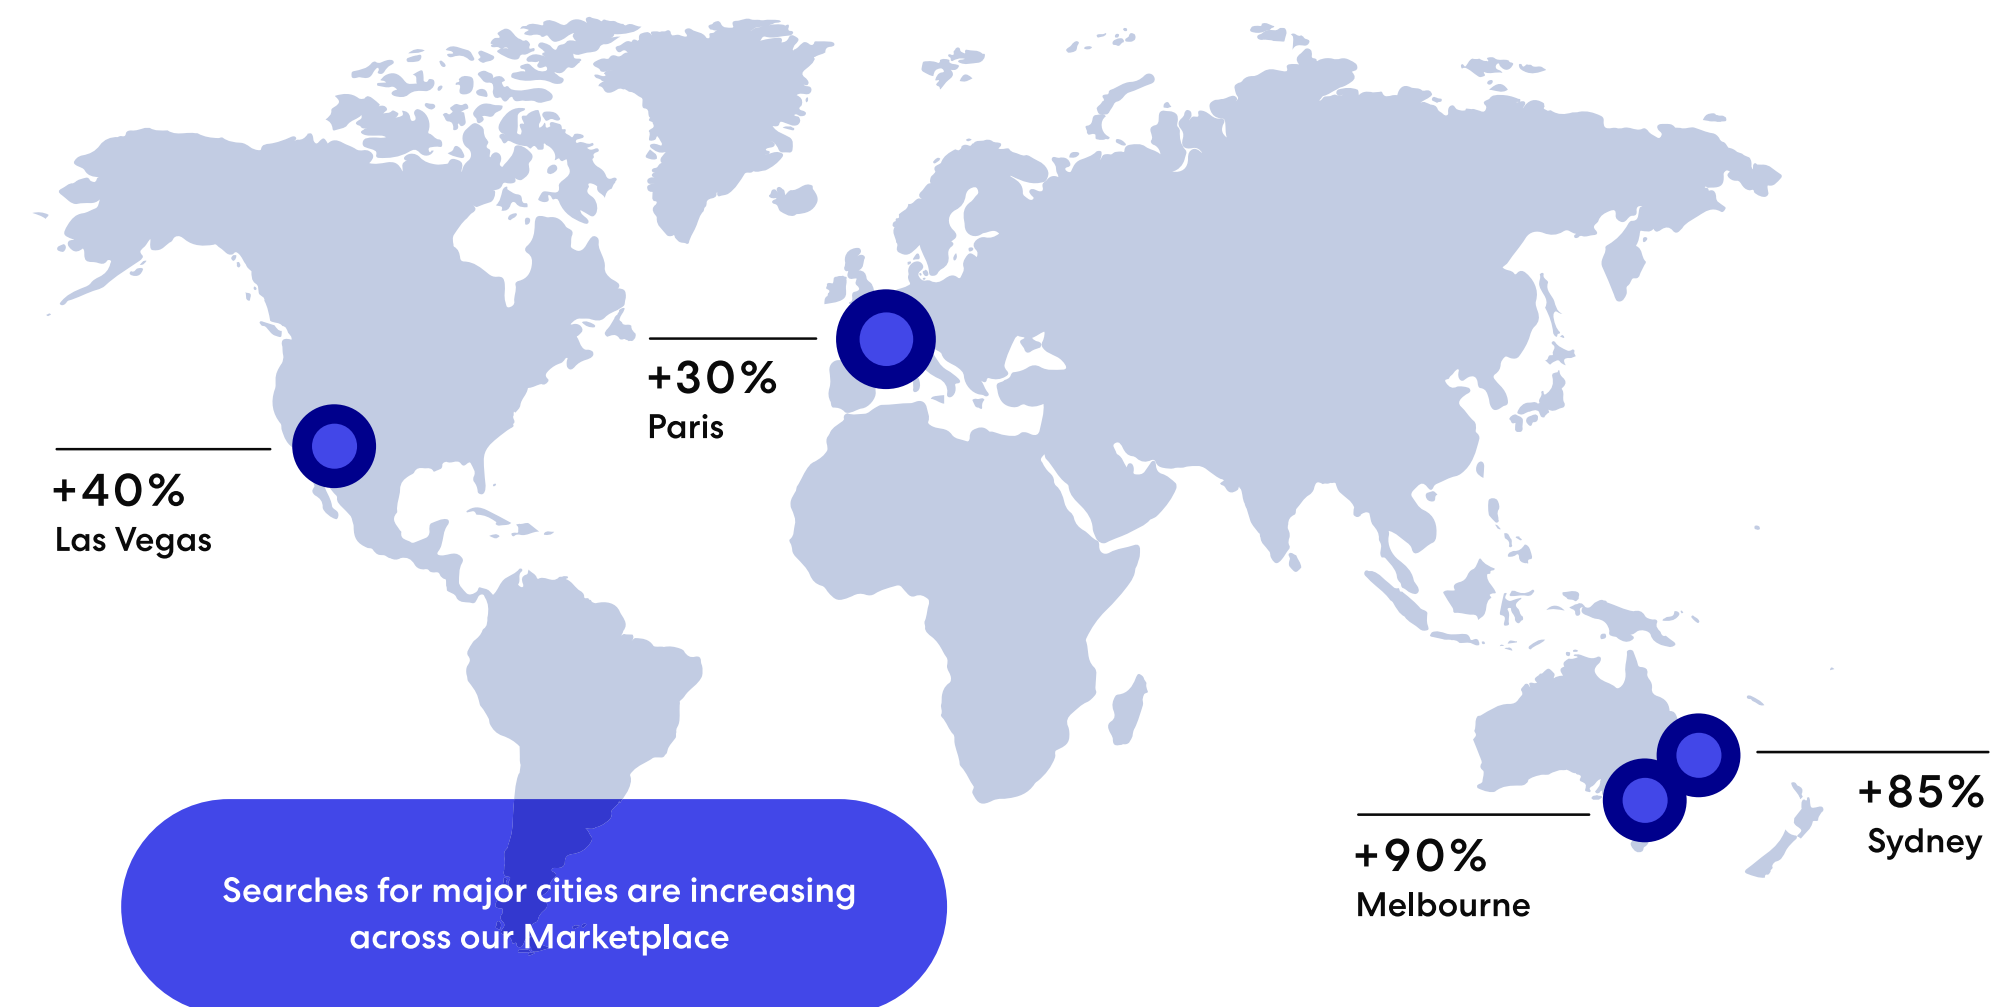 +30%
Paris
+40%
Las Vegas
+85%
Sydney
+90%
Melbourne
Searches for major cities are increasing
across our Marketplace